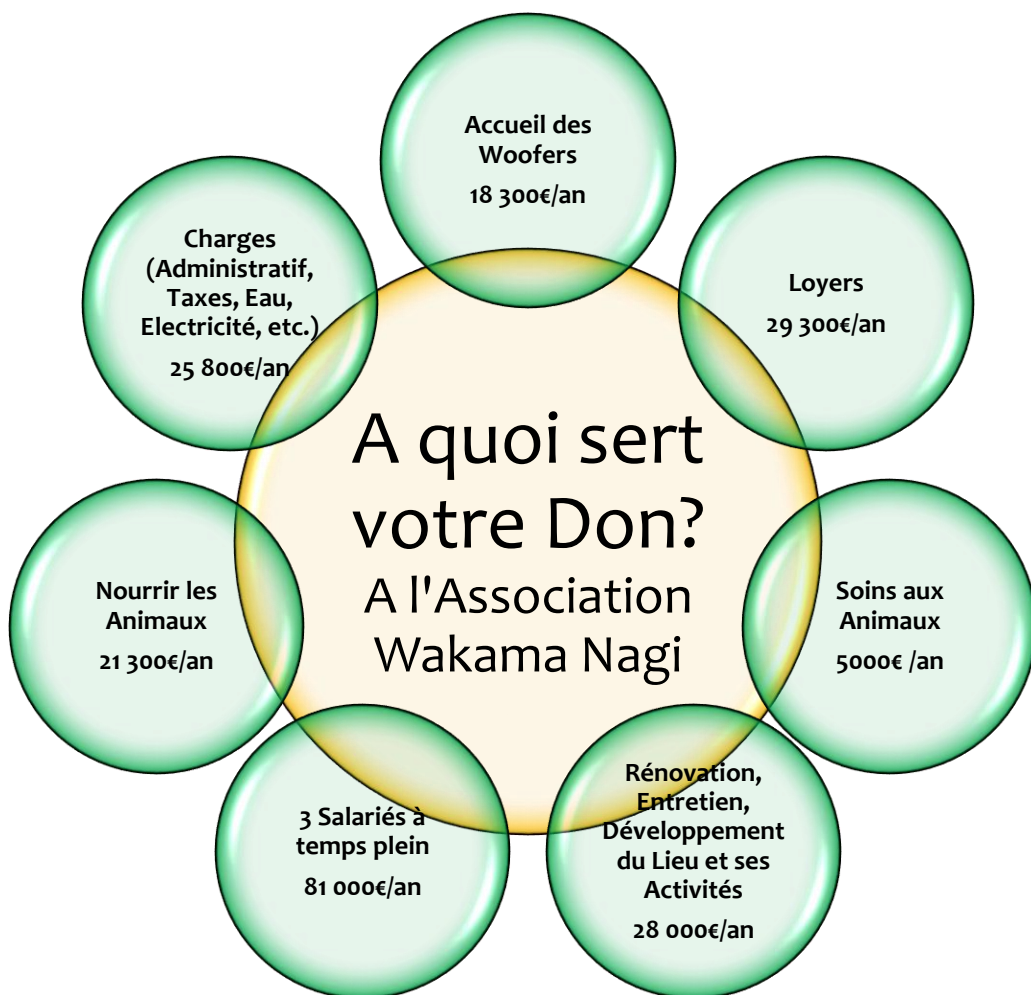 A quoi sert
votre Don?
A l'Association
Wakama Nagi
Accueil des
Woofers
18 300€/an
Loyers
29 300€/an
Soins aux
Animaux
5000€ /an
Rénovation,
Entretien,
Développement
du Lieu et ses
Activités
28 000€/an
3 Salariés à
temps plein
81 000€/an
Nourrir les
Animaux
21 300€/an
Charges
(Administratif,
Taxes, Eau,
Electricité, etc.)
25 800€/an